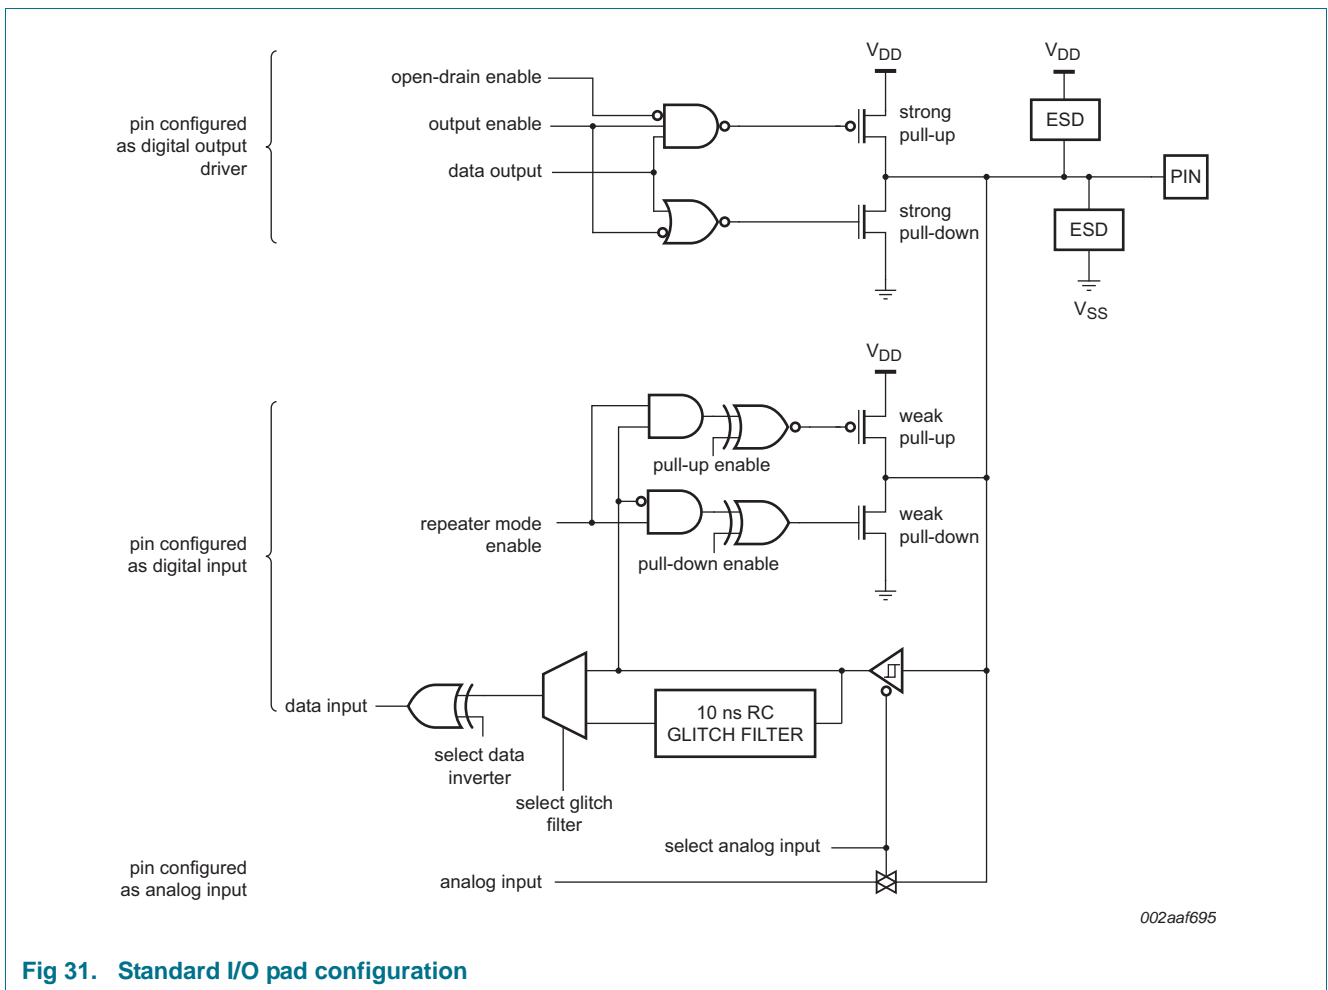 VDD
VDD
open-drain enable
strong
pull-up
ESD
pin configured
as digital output
driver
output enable
data output
PIN
strong
pull-down
ESD
VSS
VDD
weak
pull-up
pull-up enable
repeater mode
enable
weak
pull-down
pin configured
as digital input
pull-down enable
data input
10 ns RC
GLITCH FILTER
select data
inverter
select glitch
filter
select analog input
pin configured
as analog input
analog input
002aaf695
Fig 31. Standard I/O pad configuration